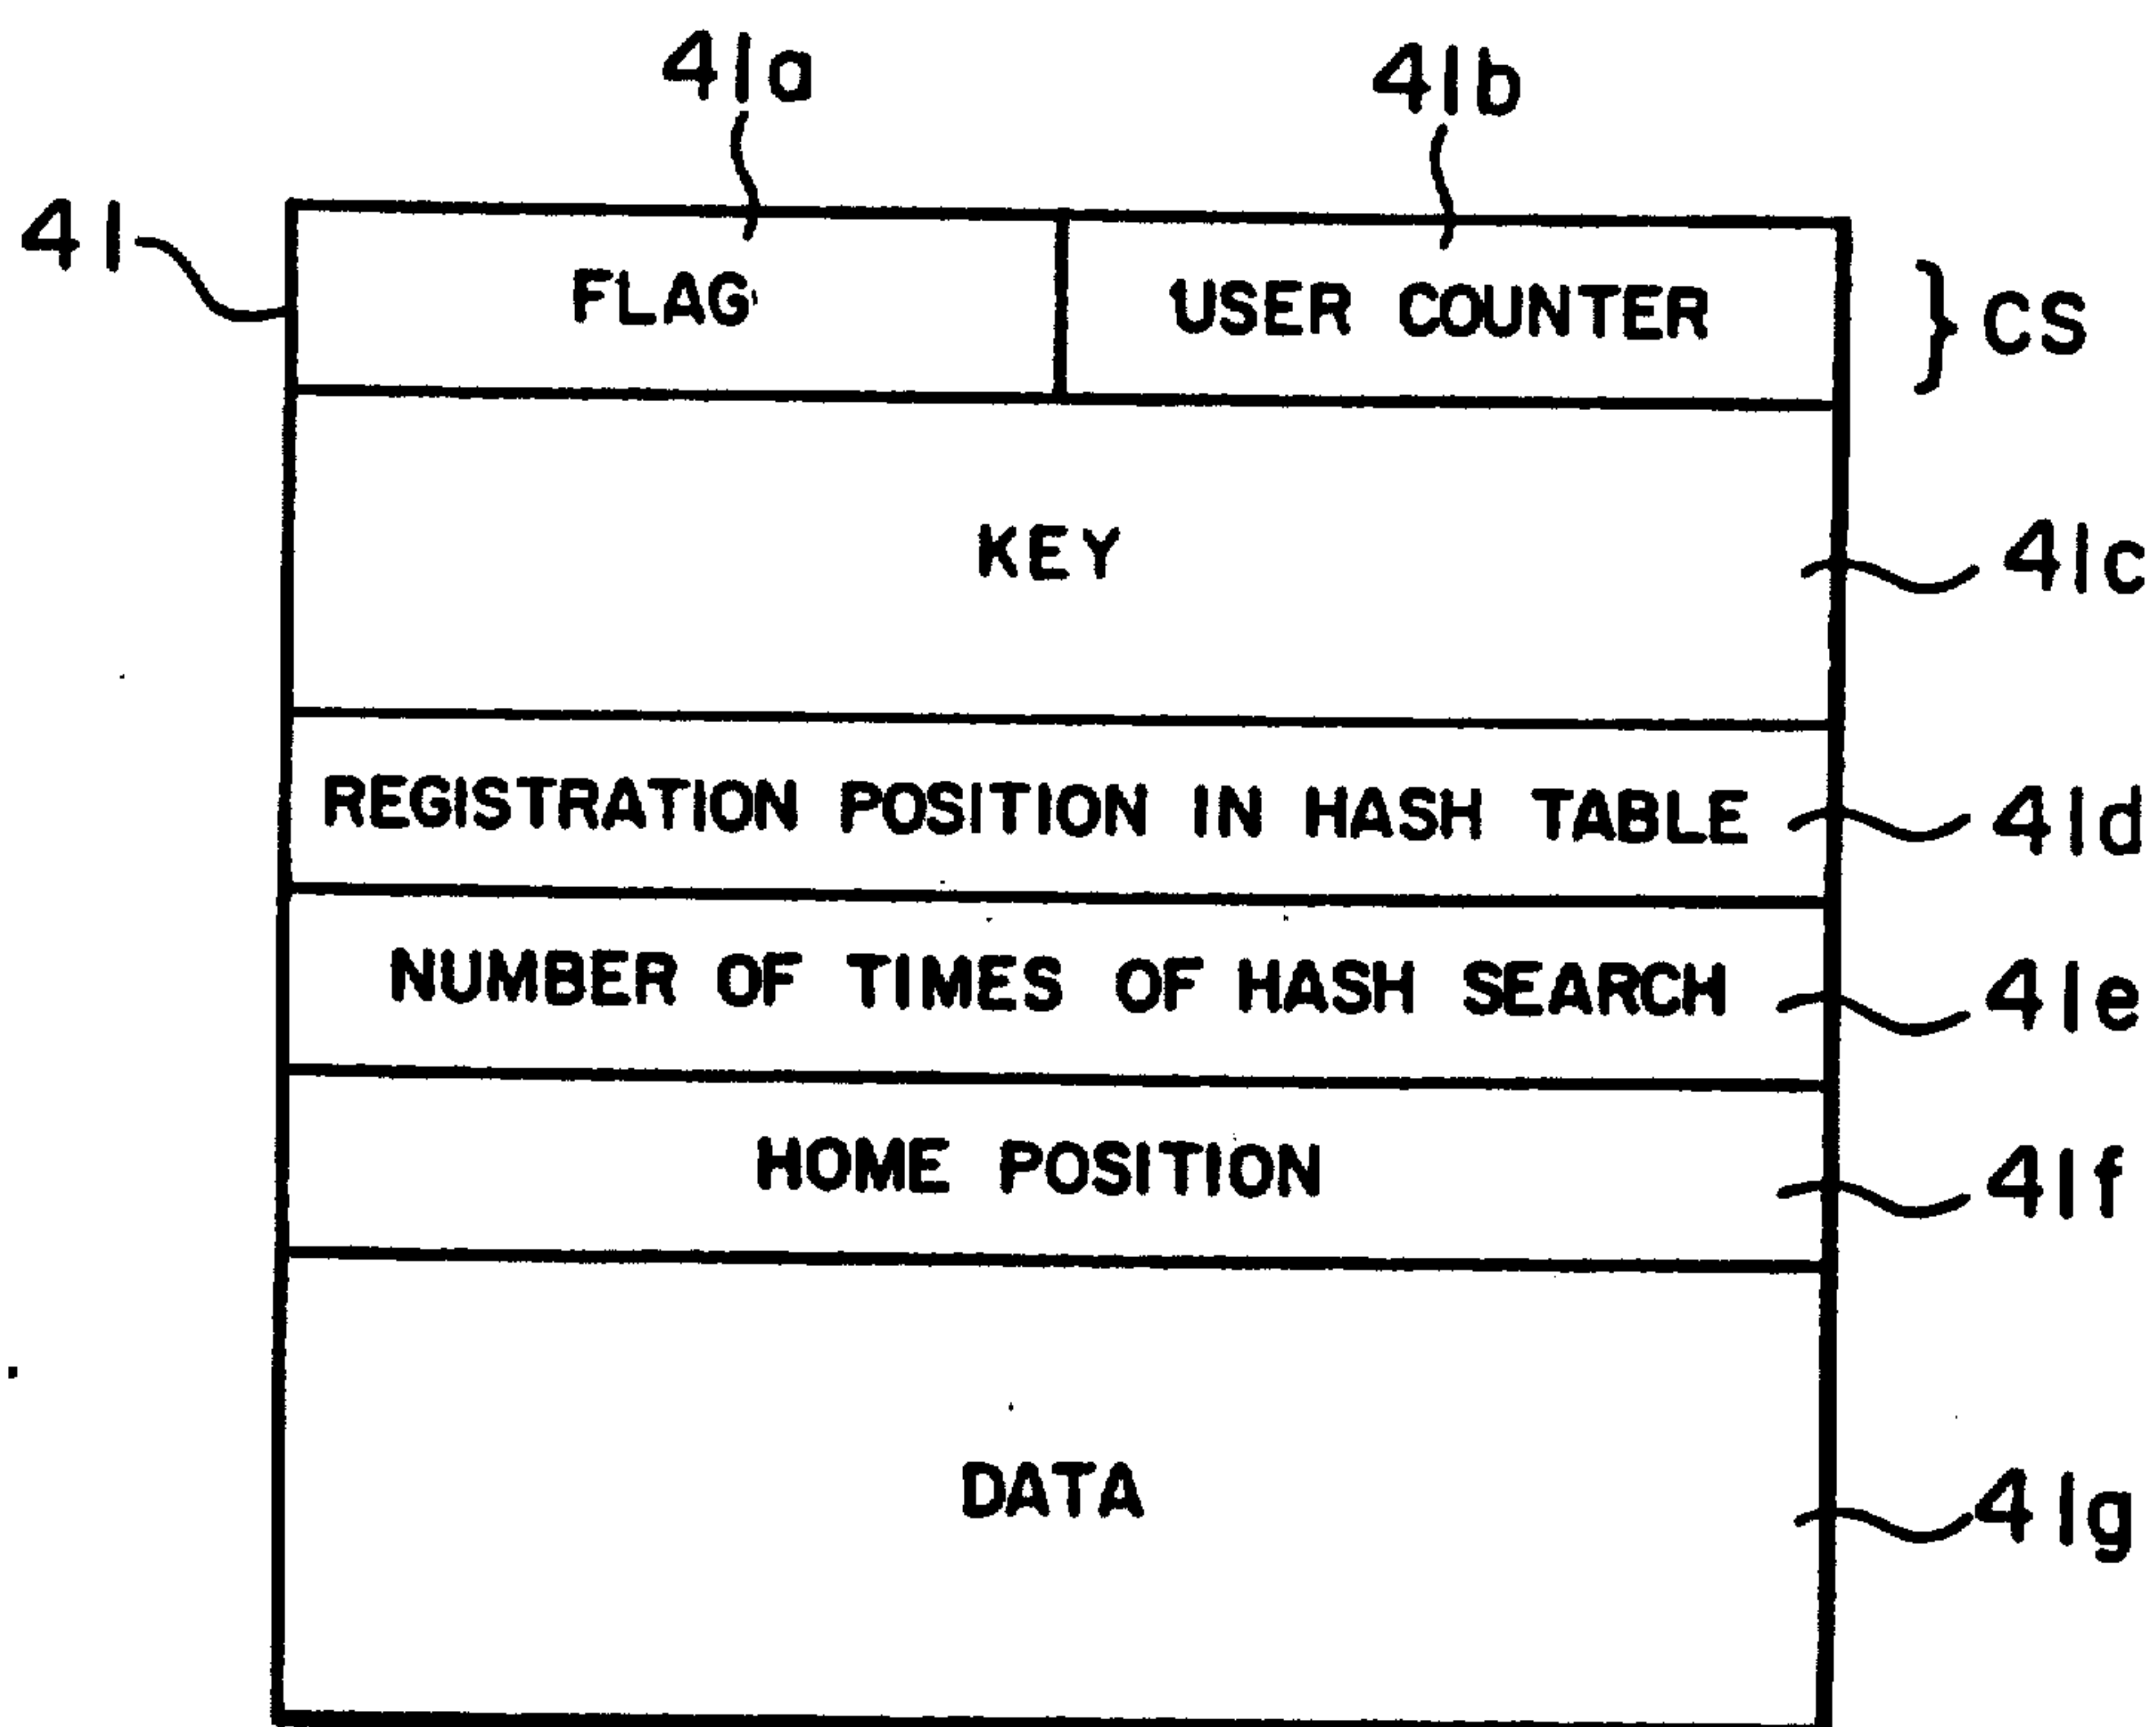 41a
41b
41
FLAG
USER COUNTER
} CS
KEY
41c
REGISTRATION POSITION IN HASH TABLE
41d
NUMBER OF TIMES OF HASH SEARCH
41e
HOME POSITION
41f
DATA
41g